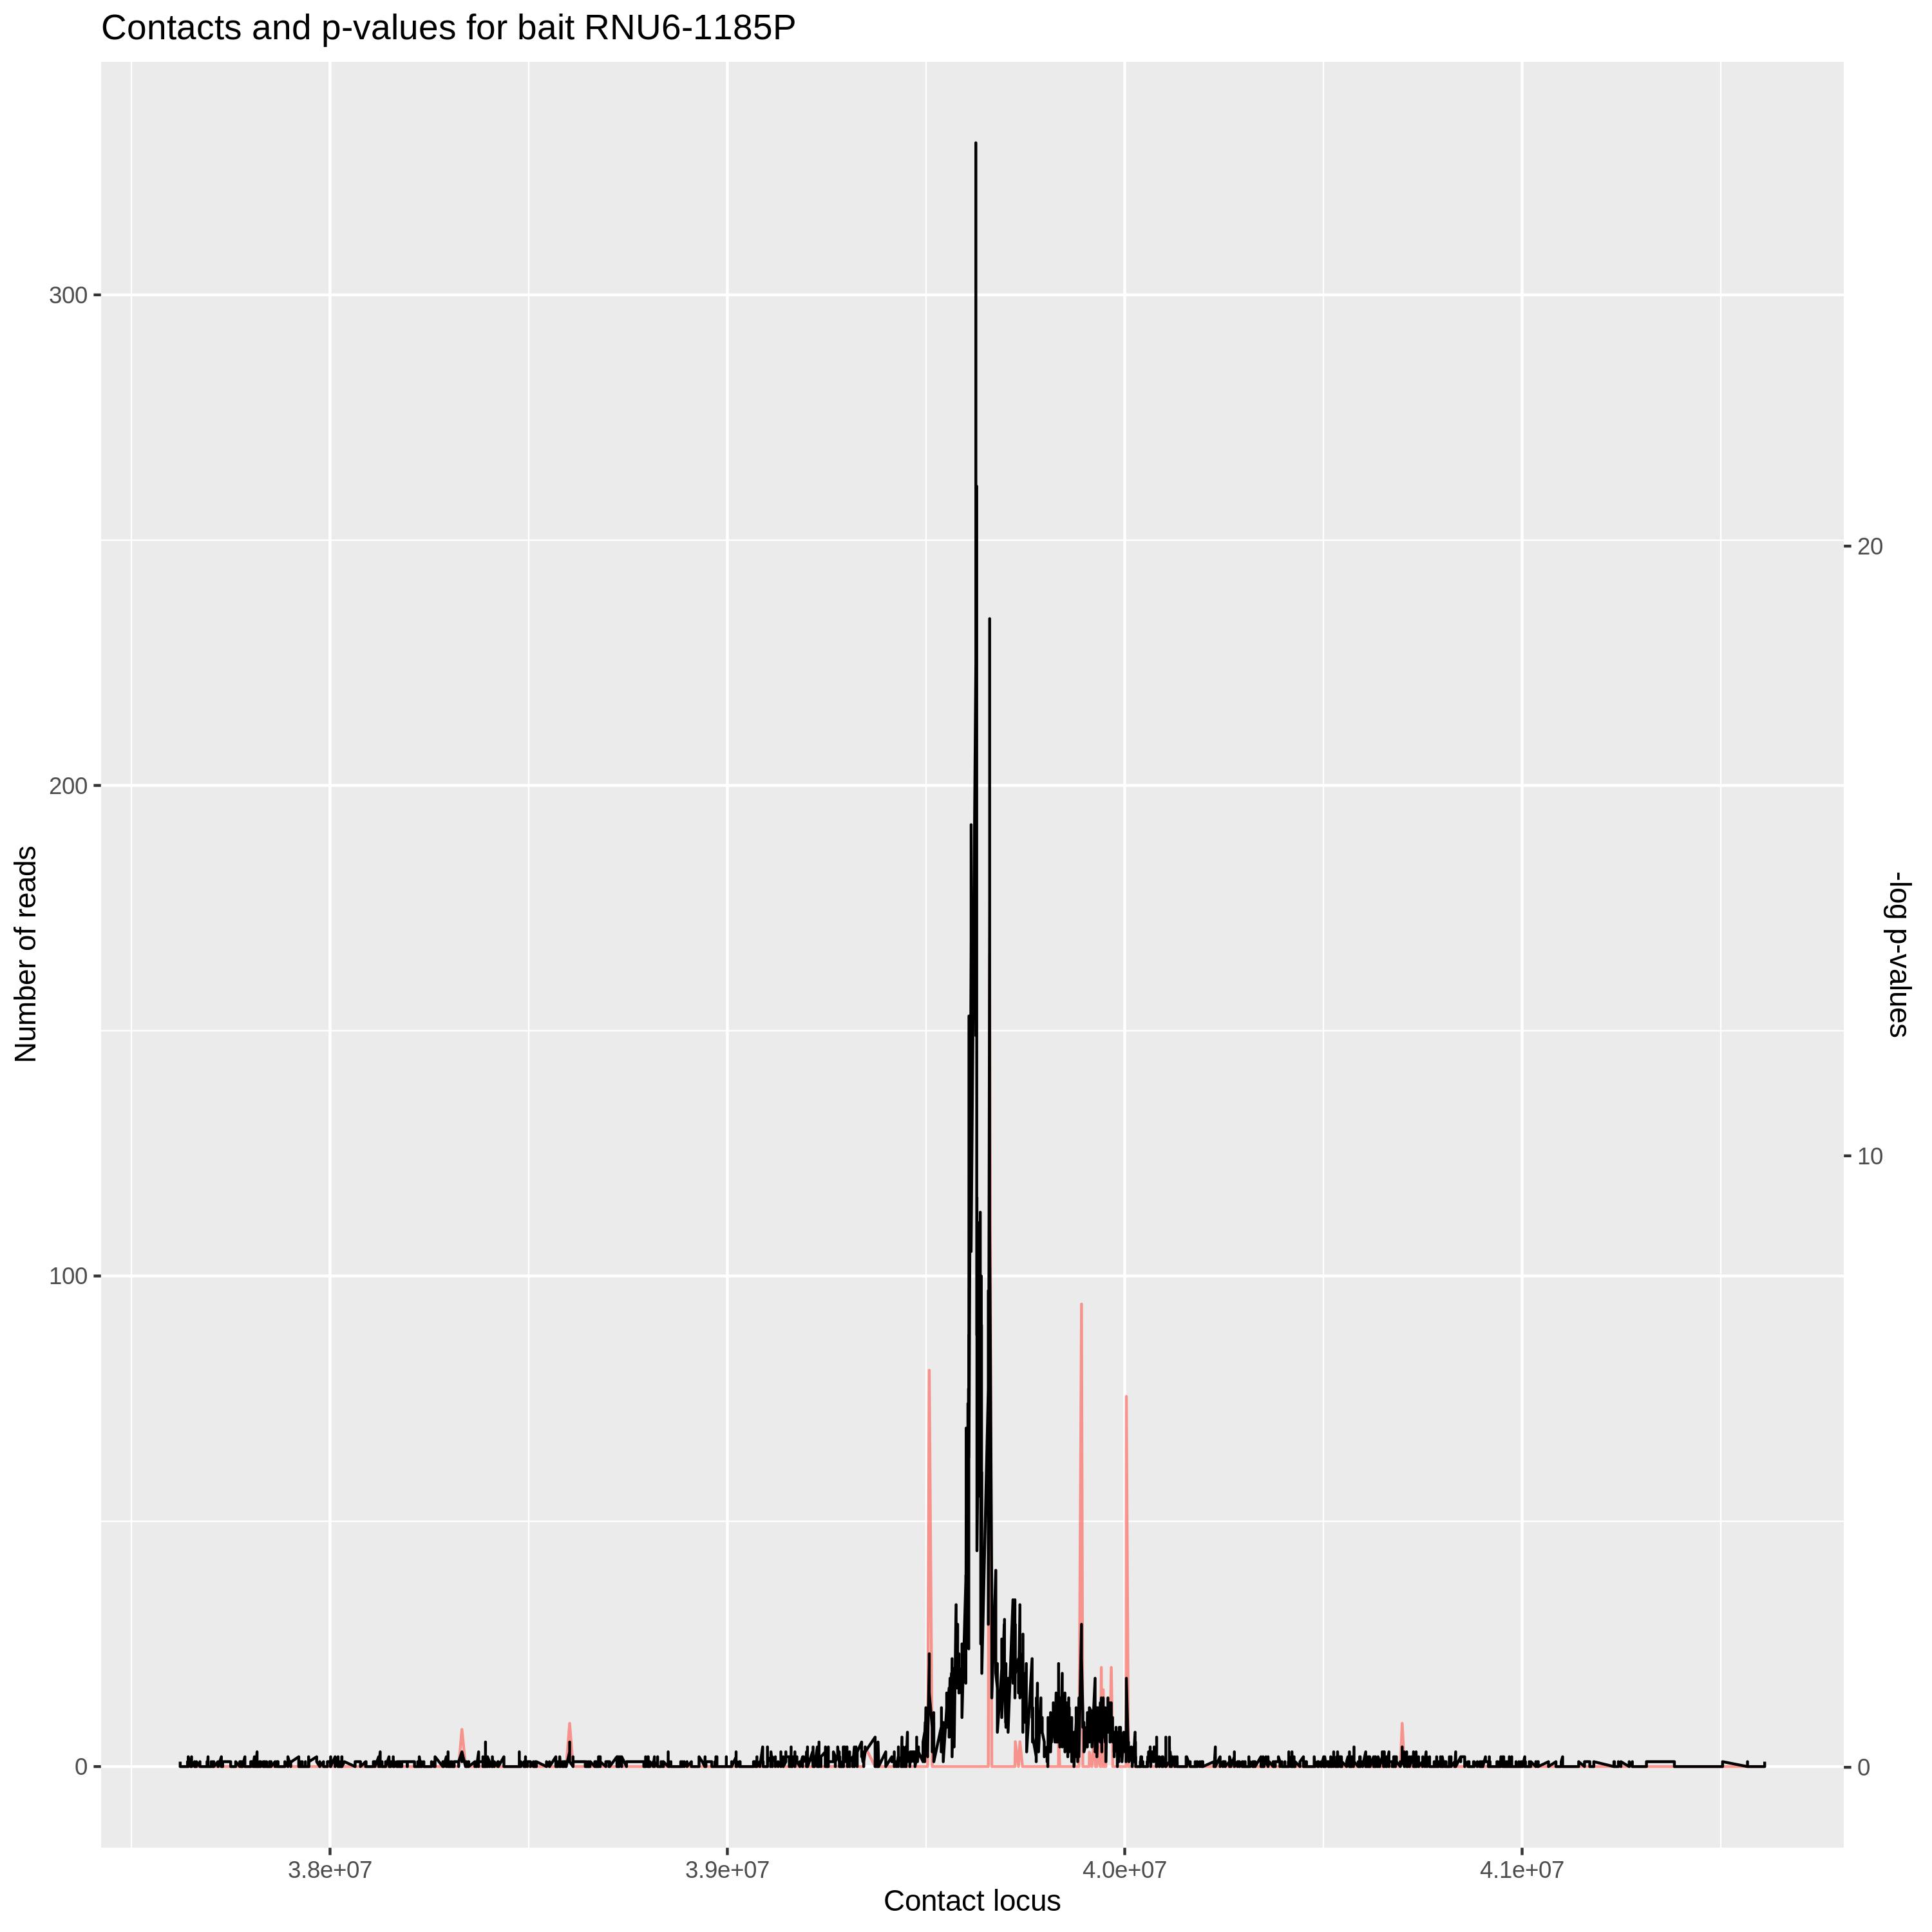 Contacts and p-values for bait RNU6-1185P
300
200
100
0
Number of reads
20
10
0
-log p-values
3.8e+07
3.9e+07
4.0e+07
4.1e+07
Contact locus